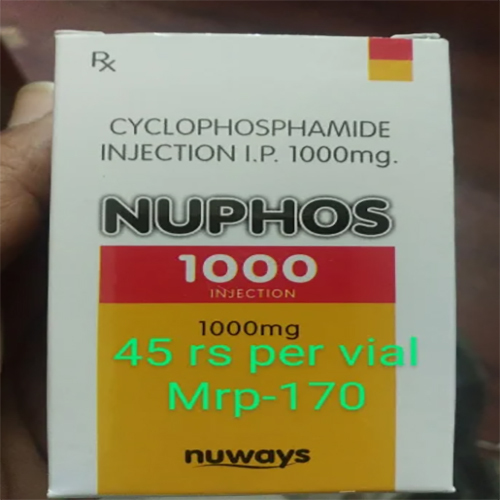 Rx
CYCLOPHOSPHAMIDE
INJECTION I.P. 1000mg.
NUPHOS
1000
INJECTION
1000mg
45 rs per vial
Mrp-170
nuways